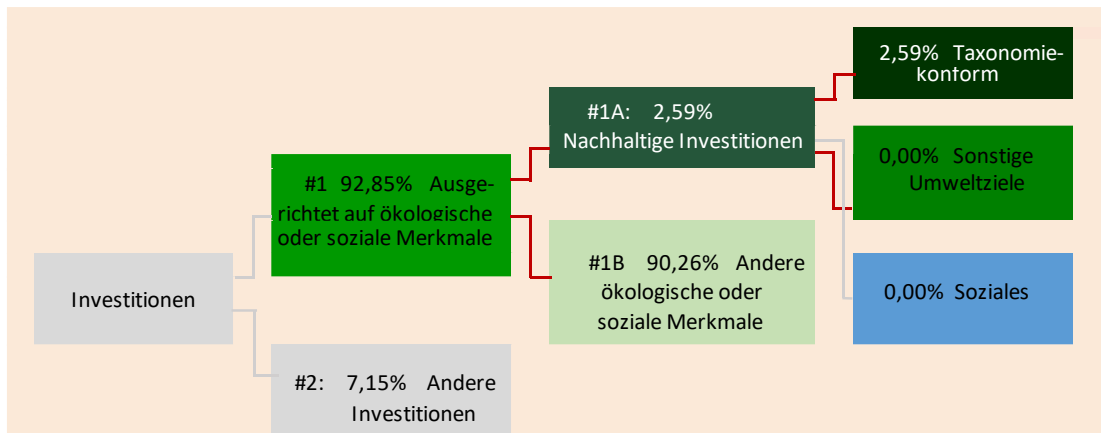 Investitionen
#1 92,85% Ausge-
richtet auf ökologische
oder soziale Merkmale
#2: 7,15% Andere
Investitionen
#1A: 2,59%
Nachhaltige Investitionen
#1B 90,26% Andere
ökologische oder
soziale Merkmale
2,59% Taxonomie-
konform
0,00% Sonstige
Umweltziele
0,00% Soziales